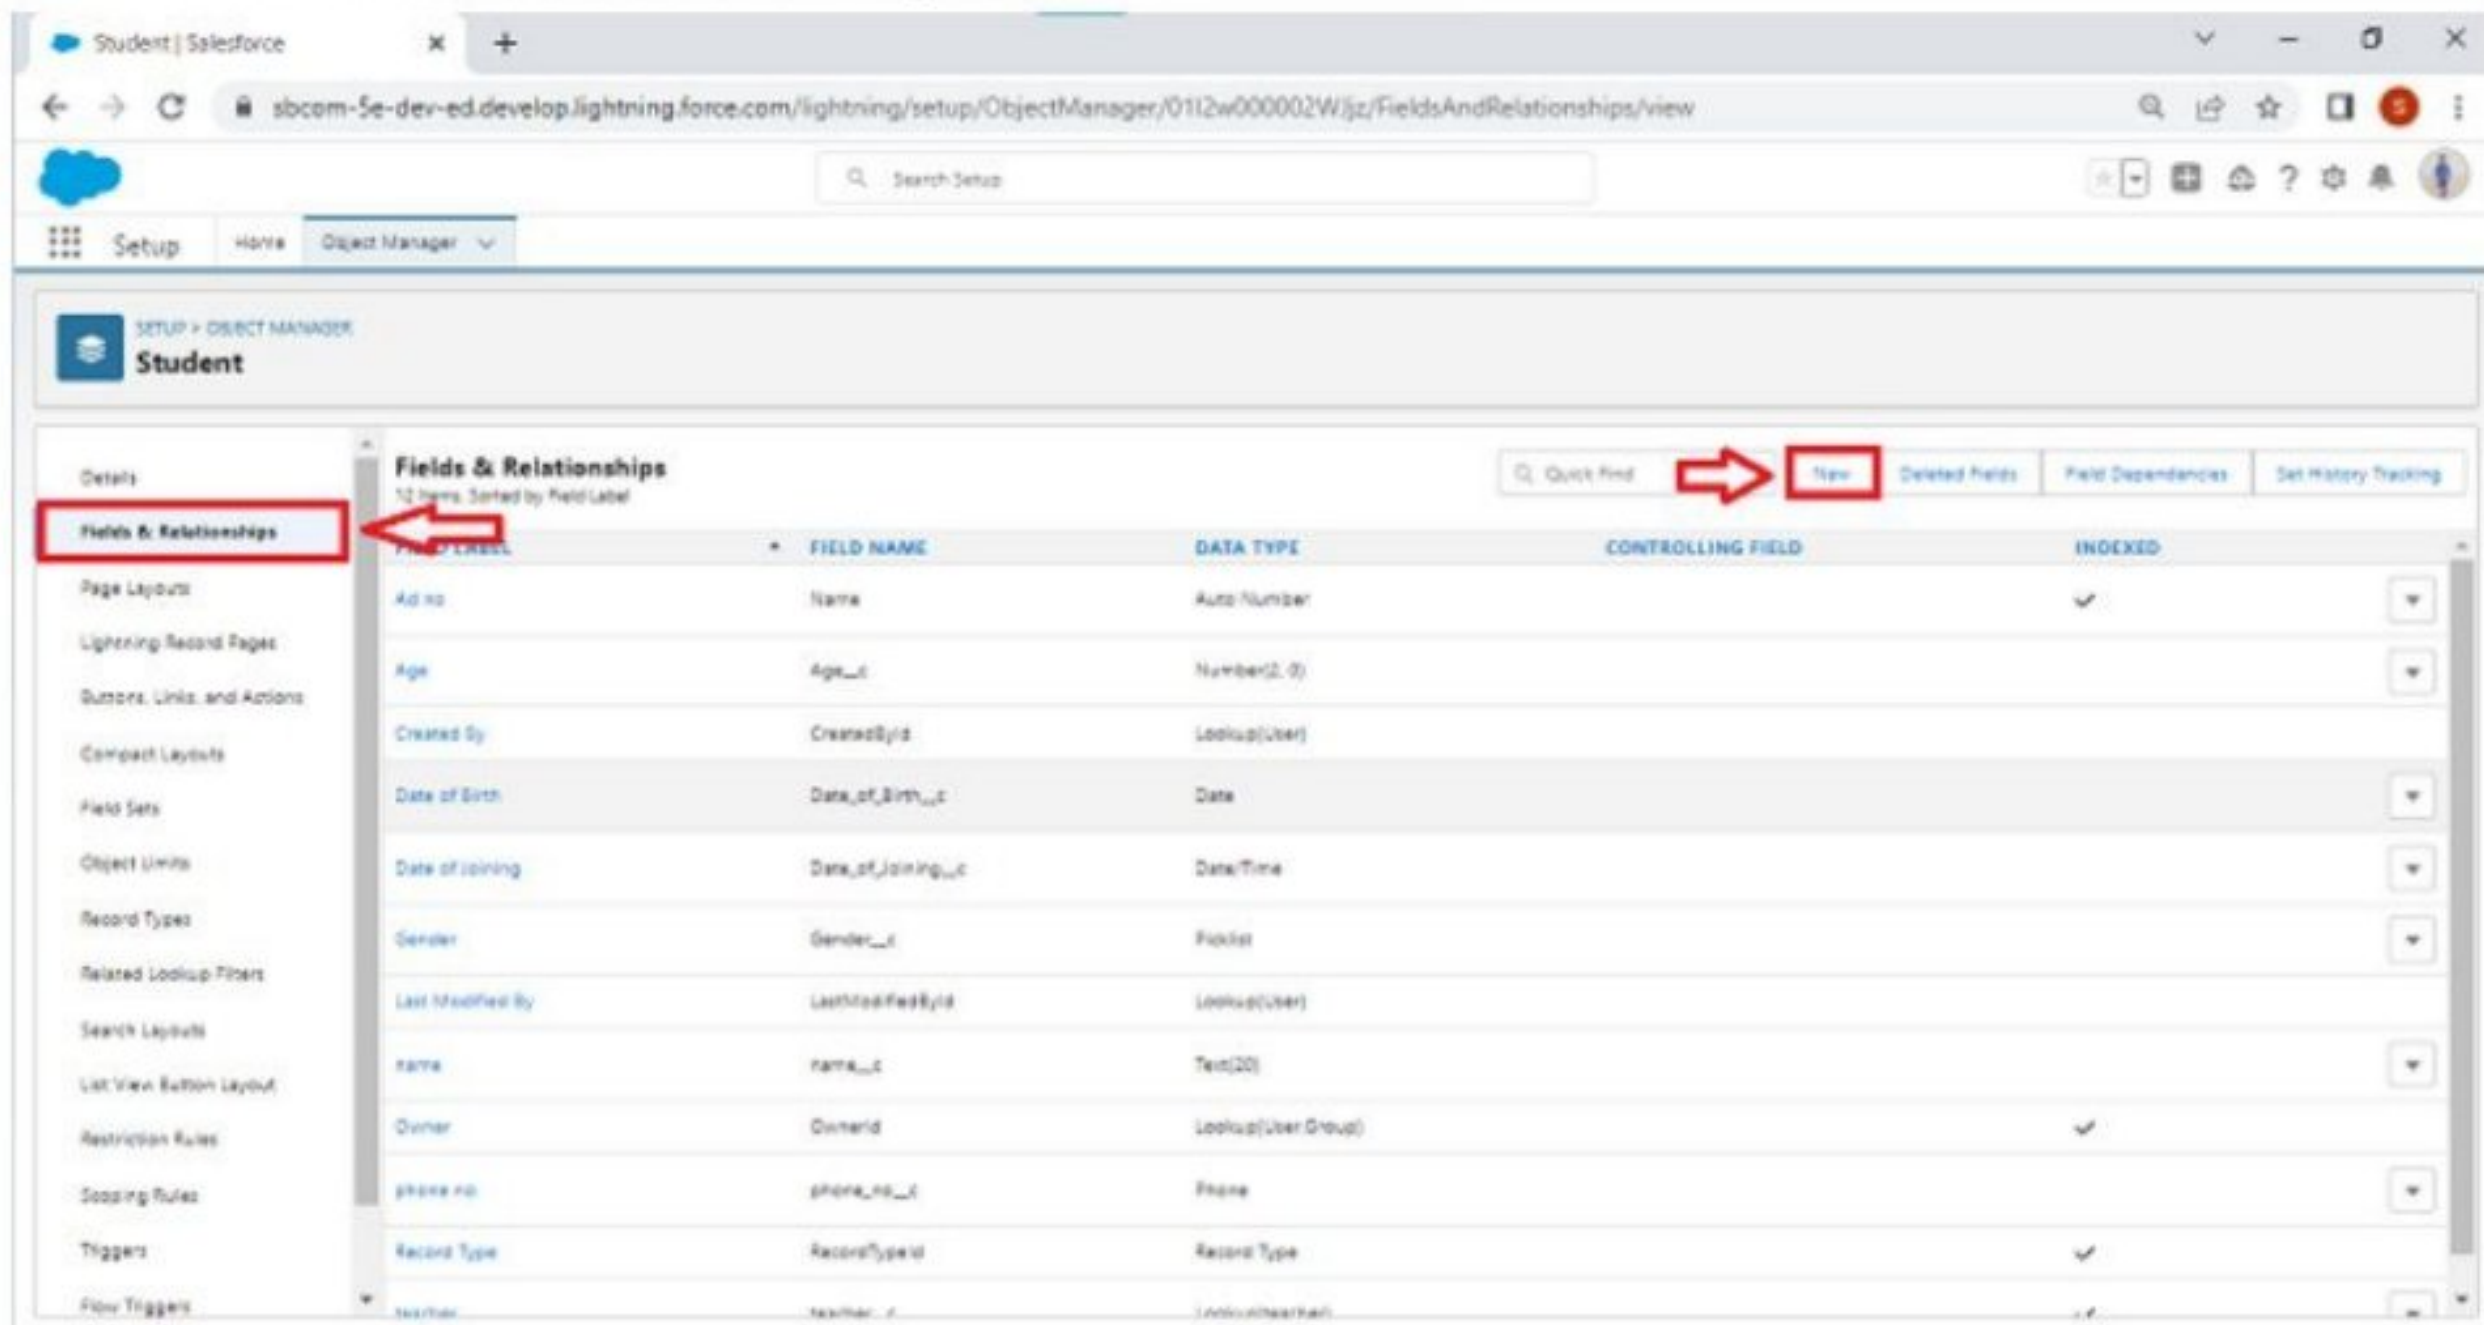 Student | Salesforce
sbcom-5e-dev-ed.develop.lightning.force.com/lightning/setup/ObjectManager/01I2w000002WJjz/FieldsAndRelationships/view
S
Search Setup
Setup Home Object Manager
SETUP > OBJECT MANAGER
Student
Details
Fields & Relationships
Page Layouts
Lightning Record Pages
Buttons, Links, and Actions
Compact Layouts
Field Sets
Object Limits
Record Types
Related Lookup Filters
Search Layouts
List View Button Layout
Restriction Rules
Scoping Rules
Triggers
Flow Triggers
Fields & Relationships
12 Items, Sorted by Field Label
Quick Find New Deleted Fields Field Dependencies Set History Tracking
FIELD LABEL FIELD NAME DATA TYPE CONTROLLING FIELD INDEXED
Ad no Name Auto Number
Age Age__c Number(2, 0)
Created By CreatedById Lookup(User)
Date of Birth Date_of_Birth__c Date
Date of Joining Date_of_Joining__c Date/Time
Gender Gender__c Picklist
Last Modified By LastModifiedById Lookup(User)
name name__c Text(20)
Owner OwnerId Lookup(User,Group)
phone no phone_no__c Phone
Record Type RecordTypeId Record Type
teacher teacher__c Lookup(teacher)